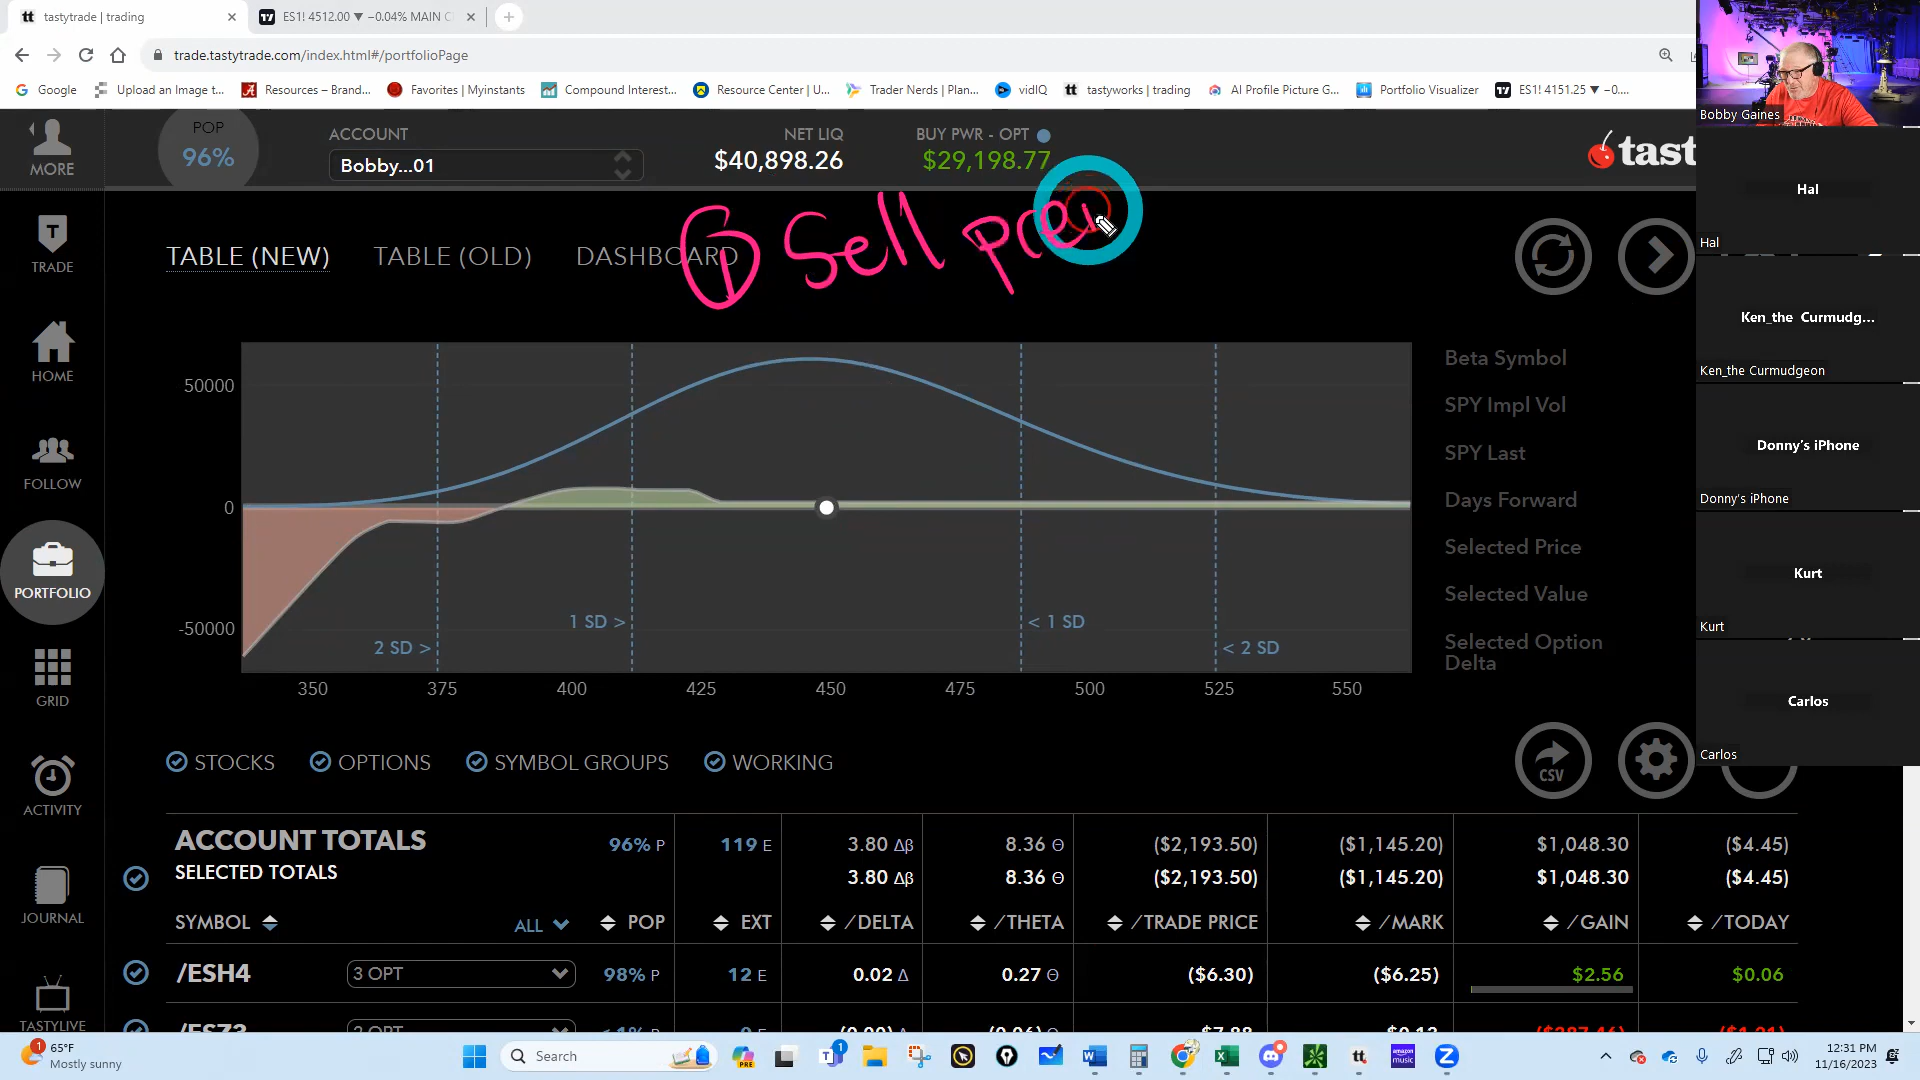 tastytrade | trading
ES1! 4512.00 ▼ −0.04% MAIN C
trade.tastytrade.com/index.html#/portfolioPage
Google
Upload an Image t...
Resources – Brand...
Favorites | Myinstants
Compound Interest...
Resource Center | U...
Trader Nerds | Plan...
vidIQ
tastyworks | trading
AI Profile Picture G...
Portfolio Visualizer
ES1! 4151.25 ▼ −0....
Bobby Gaines
MORE
POP
96%
ACCOUNT
Bobby...01
NET LIQ
$40,898.26
BUY PWR - OPT
$29,198.77
tast
① Sell prei
TABLE (NEW)
TABLE (OLD)
DASHBOARD
TRADE
HOME
FOLLOW
PORTFOLIO
GRID
ACTIVITY
JOURNAL
TASTYLIVE
50000
0
-50000
2 SD >
1 SD >
< 1 SD
< 2 SD
350 375 400 425 450 475 500 525 550
Beta Symbol
SPY Impl Vol
SPY Last
Days Forward
Selected Price
Selected Value
Selected Option
Delta
Hal
Hal
Ken_the Curmudg...
Ken_the Curmudgeon
Donny's iPhone
Donny's iPhone
Kurt
Kurt
Carlos
Carlos
STOCKS
OPTIONS
SYMBOL GROUPS
WORKING
CSV
ACCOUNT TOTALS 96% P 119 E 3.80 Δβ 8.36 Θ ($2,193.50) ($1,145.20) $1,048.30 ($4.45)
SELECTED TOTALS 3.80 Δβ 8.36 Θ ($2,193.50) ($1,145.20) $1,048.30 ($4.45)
SYMBOL ALL POP EXT /DELTA /THETA /TRADE PRICE /MARK /GAIN /TODAY
/ESH4 3 OPT 98% P 12 E 0.02 Δ 0.27 Θ ($6.30) ($6.25) $2.56 $0.06
1
65°F
Mostly sunny
Search
PRE
1
amazon music
12:31 PM
11/16/2023